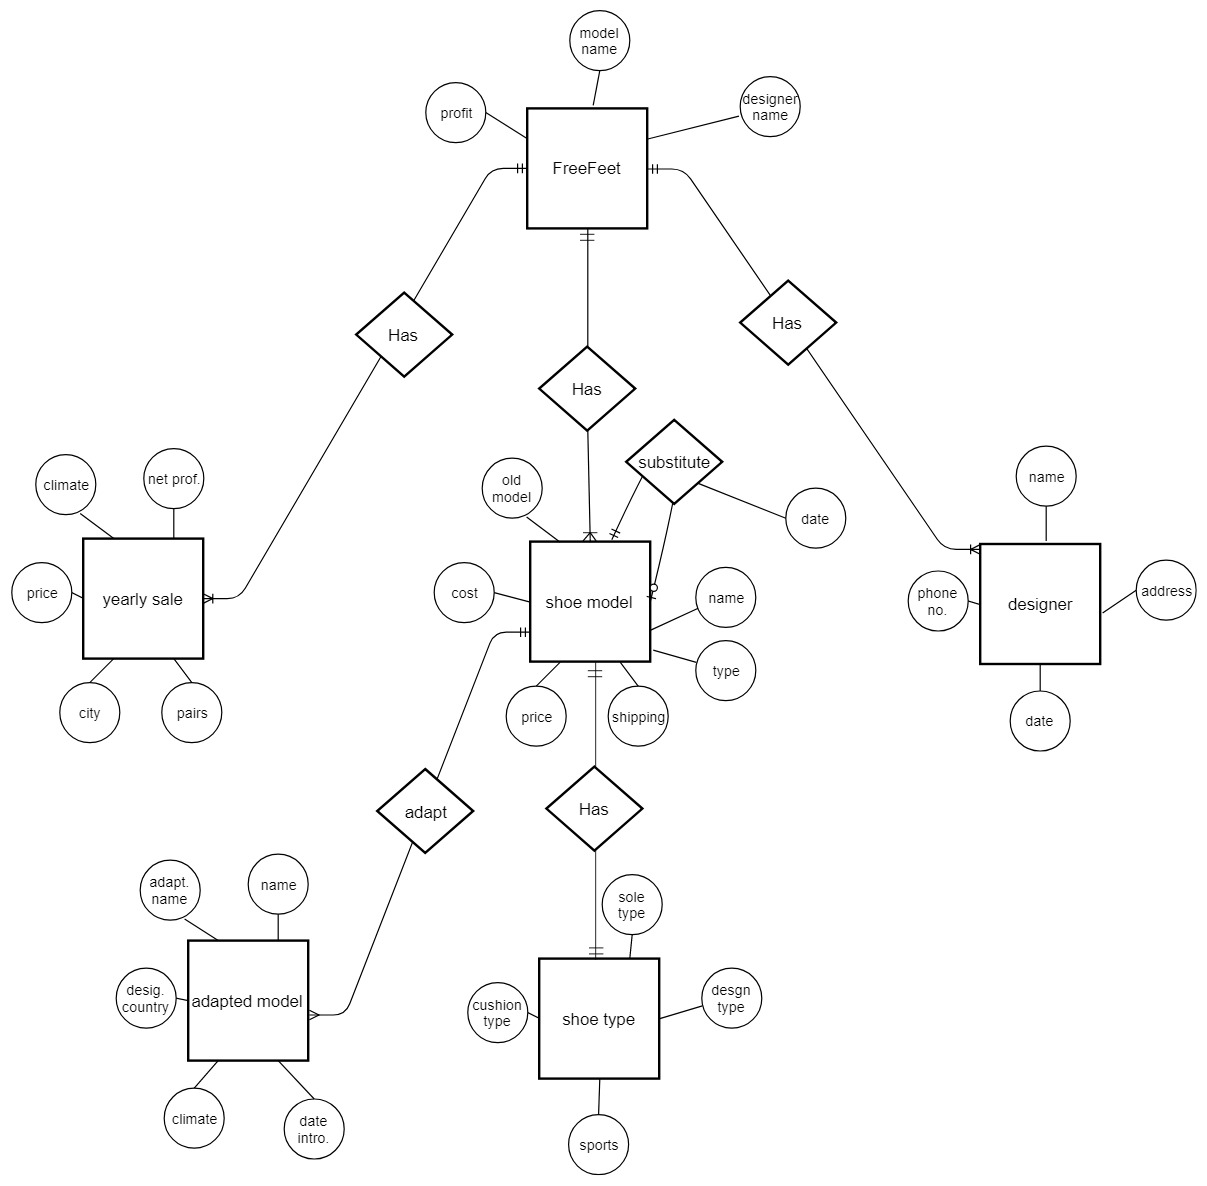 model
name
profit
designer
name
FreeFeet
Has
Has
Has
substitute
old
model
date
climate
net prof.
name
price
yearly sale
cost
shoe model
name
phone
no.
designer
address
type
city
pairs
price
shipping
date
adapt
Has
adapt.
name
name
sole
type
desig.
country
adapted model
cushion
type
shoe type
desgn
type
climate
date
intro.
sports